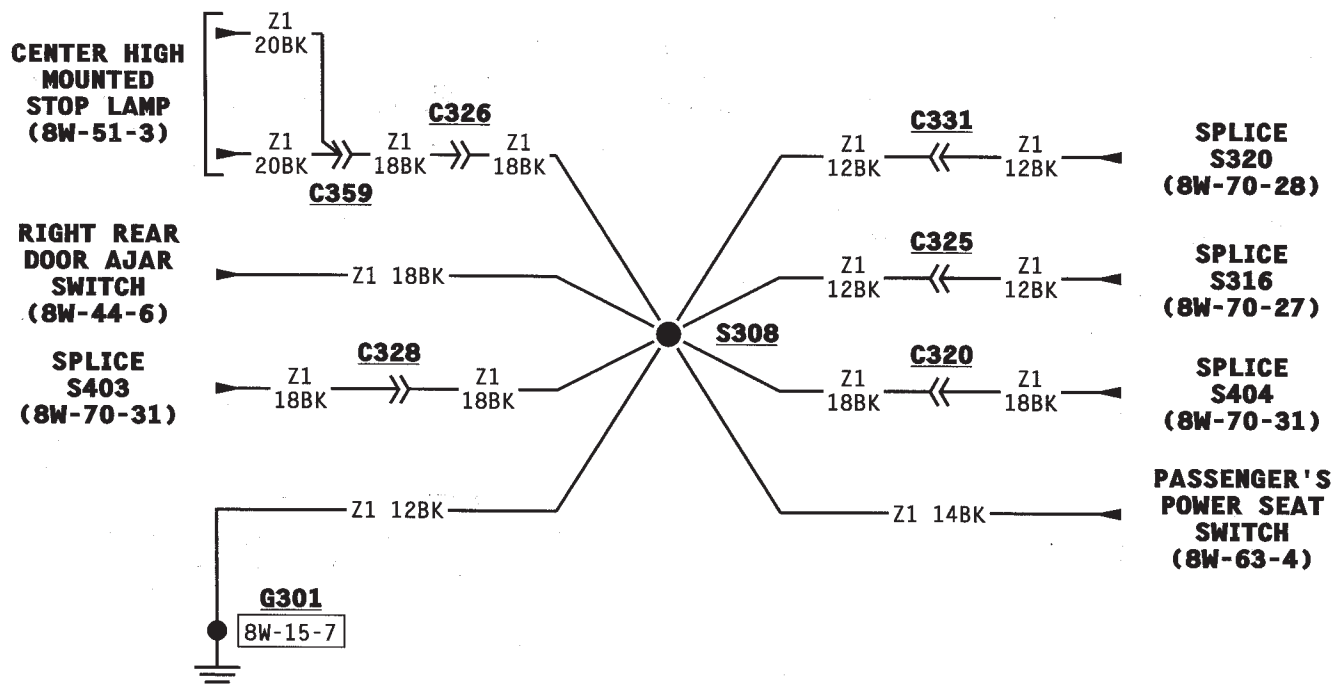 CENTER HIGH
MOUNTED
STOP LAMP
(8W-51-3)
Z1
20BK
Z1
20BK
C359
Z1
18BK
C326
Z1
18BK
RIGHT REAR
DOOR AJAR
SWITCH
(8W-44-6)
Z1 18BK
SPLICE
S403
(8W-70-31)
Z1
18BK
C328
Z1
18BK
Z1 12BK
G301
8W-15-7
S308
Z1
12BK
C331
Z1
12BK
SPLICE
S320
(8W-70-28)
Z1
12BK
C325
Z1
12BK
SPLICE
S316
(8W-70-27)
Z1
18BK
C320
Z1
18BK
SPLICE
S404
(8W-70-31)
Z1 14BK
PASSENGER'S
POWER SEAT
SWITCH
(8W-63-4)